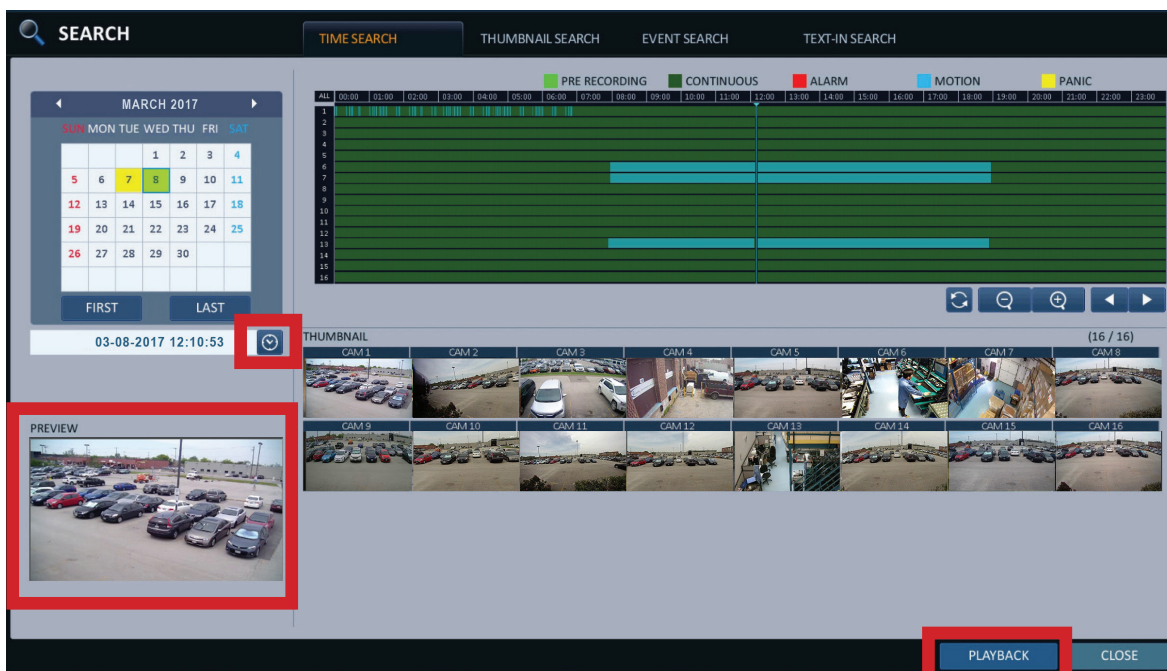 SEARCH
TIME SEARCH THUMBNAIL SEARCH EVENT SEARCH TEXT-IN SEARCH
PRE RECORDING CONTINUOUS ALARM MOTION PANIC
MARCH 2017
SUN MON TUE WED THU FRI SAT
1 2 3 4
5 6 7 8 9 10 11
12 13 14 15 16 17 18
19 20 21 22 23 24 25
26 27 28 29 30
FIRST LAST
03-08-2017 12:10:53
ALL 00:00 01:00 02:00 03:00 04:00 05:00 06:00 07:00 08:00 09:00 10:00 11:00 12:00 13:00 14:00 15:00 16:00 17:00 18:00 19:00 20:00 21:00 22:00 23:00
1
2
3
4
5
6
7
8
9
10
11
12
13
14
15
16
THUMBNAIL (16 / 16)
CAM 1 CAM 2 CAM 3 CAM 4 CAM 5 CAM 6 CAM 7 CAM 8
CAM 9 CAM 10 CAM 11 CAM 12 CAM 13 CAM 14 CAM 15 CAM 16
PREVIEW
PLAYBACK CLOSE